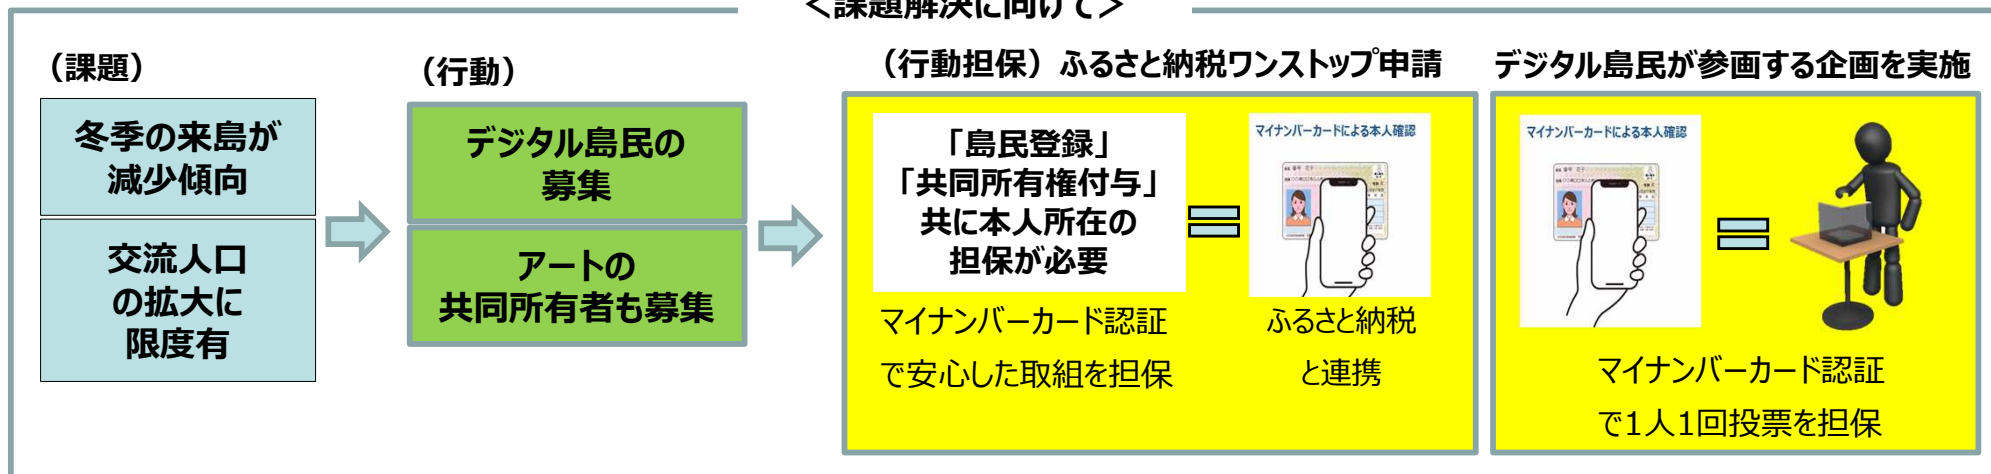 ＜課題解決に向けて＞
（課題）
冬季の来島が
減少傾向
交流人口
の拡大に
限度有
（行動）
デジタル島民の
募集
アートの
共同所有者も募集
（行動担保）ふるさと納税ワンストップ申請
「島民登録」
「共同所有権付与」
共に本人所在の
担保が必要
マイナンバーカード認証
で安心した取組を担保
マイナンバーカードによる本人確認
ふるさと納税
と連携
デジタル島民が参画する企画を実施
マイナンバーカードによる本人確認
マイナンバーカード認証
で1人1回投票を担保